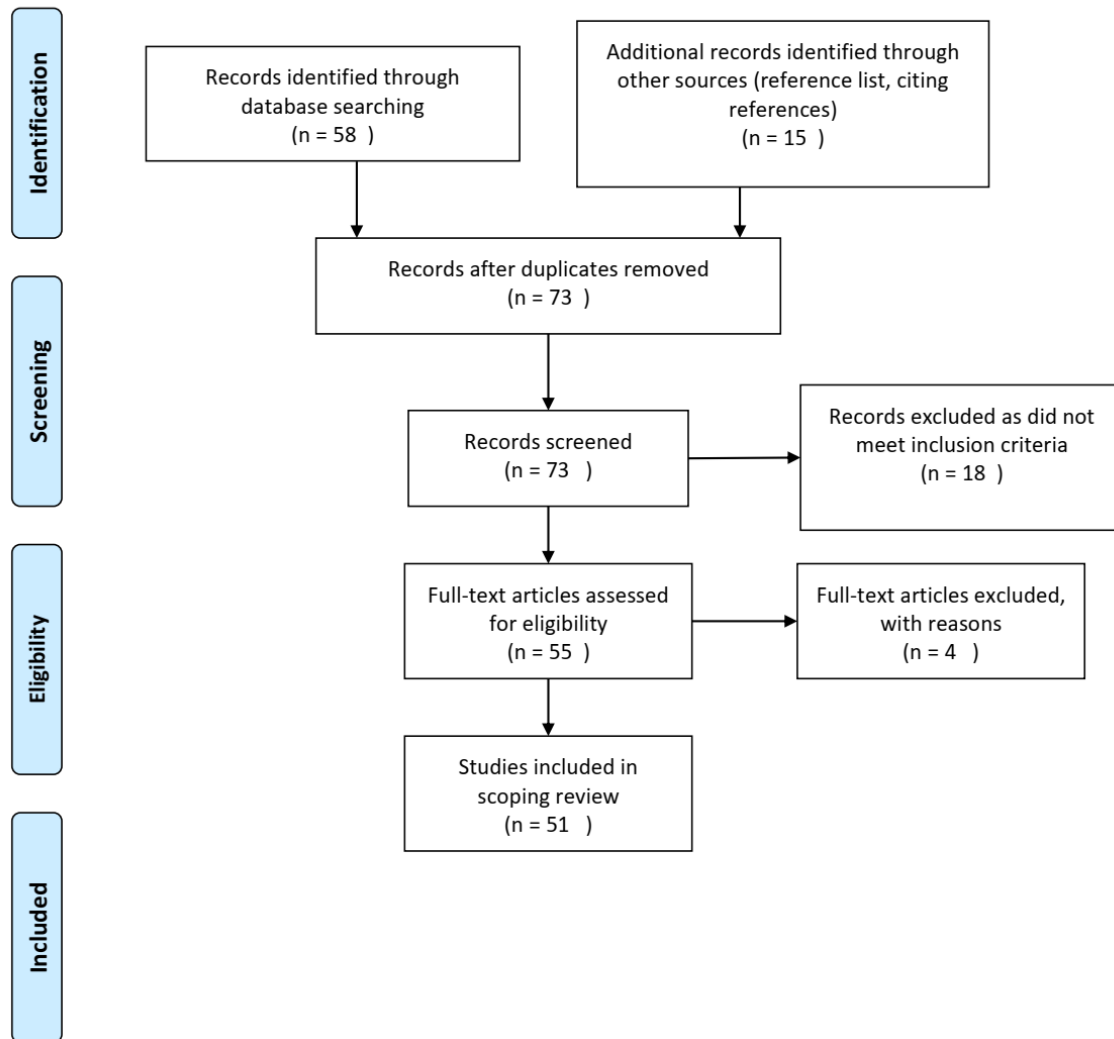 Identification
Records identified through
database searching
(n = 58 )
Additional records identified through
other sources (reference list, citing
references)
(n = 15 )
Records after duplicates removed
(n = 73 )
Screening
Records screened
(n = 73 )
Records excluded as did not
meet inclusion criteria
(n = 18 )
Eligibility
Full-text articles assessed
for eligibility
(n = 55 )
Full-text articles excluded,
with reasons
(n = 4 )
Studies included in
scoping review
(n = 51 )
Included